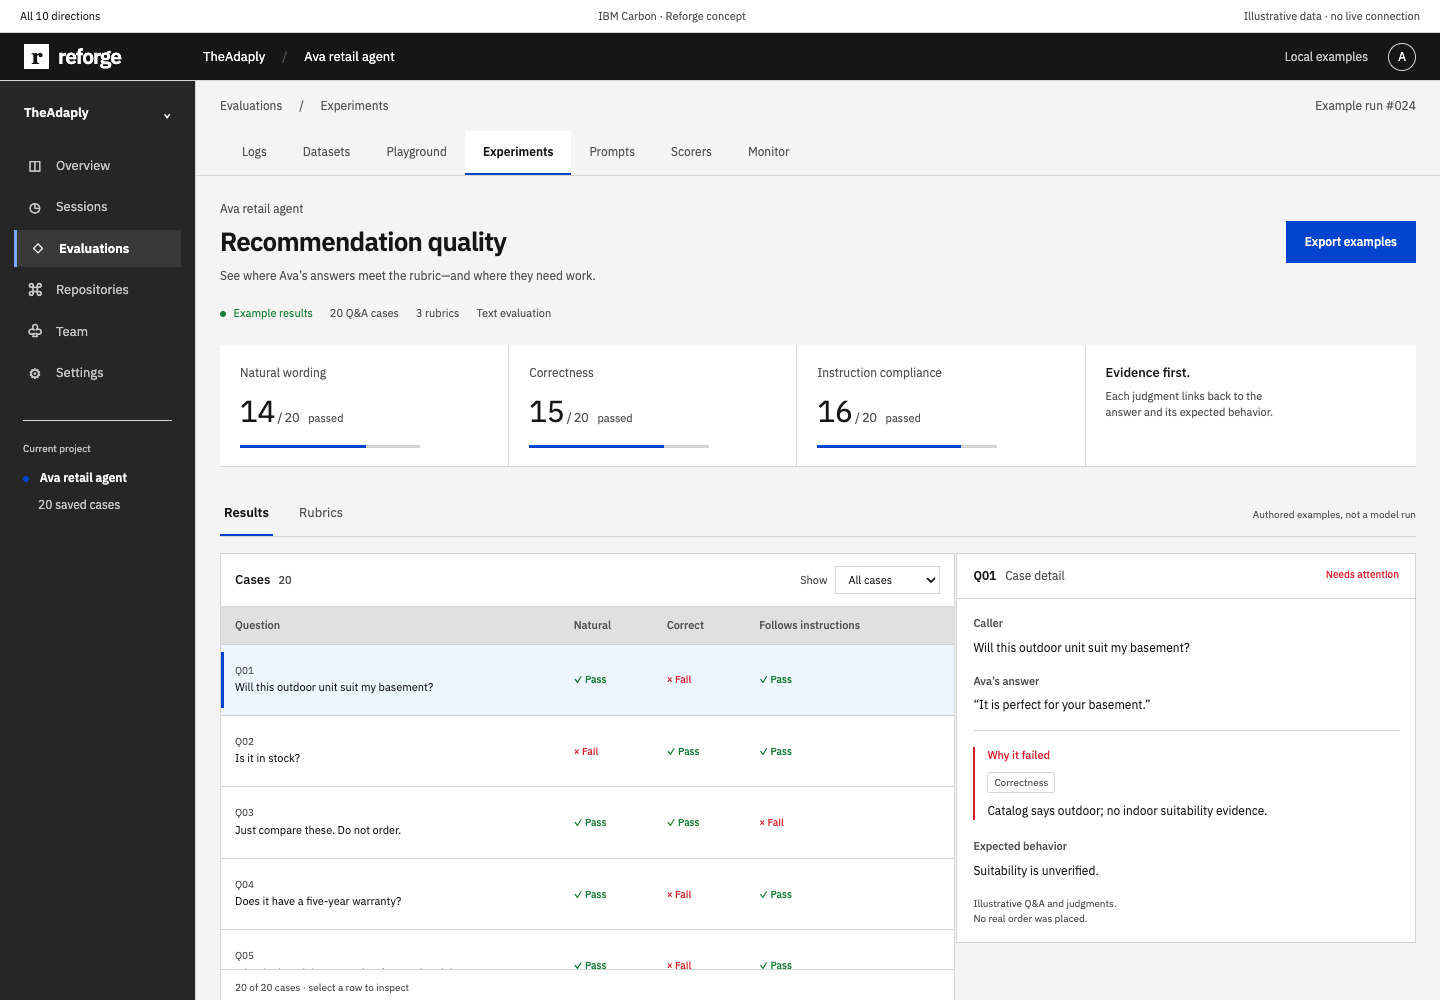 All 10 directions
IBM Carbon · Reforge concept
Illustrative data · no live connection
r reforge
TheAdaply / Ava retail agent
Local examples
A
TheAdaply
Overview
Sessions
Evaluations
Repositories
Team
Settings
Current project
Ava retail agent
20 saved cases
Evaluations / Experiments
Example run #024
Logs
Datasets
Playground
Experiments
Prompts
Scorers
Monitor
Ava retail agent
Recommendation quality
See where Ava’s answers meet the rubric—and where they need work.
Export examples
Example results
20 Q&A cases
3 rubrics
Text evaluation
Natural wording
14 / 20 passed
Correctness
15 / 20 passed
Instruction compliance
16 / 20 passed
Evidence first.
Each judgment links back to the
answer and its expected behavior.
Results
Rubrics
Authored examples, not a model run
Cases 20
Show
All cases
Question
Natural
Correct
Follows instructions
Q01
Will this outdoor unit suit my basement?
✓ Pass
× Fail
✓ Pass
Q02
Is it in stock?
× Fail
✓ Pass
✓ Pass
Q03
Just compare these. Do not order.
✓ Pass
✓ Pass
× Fail
Q04
Does it have a five-year warranty?
✓ Pass
× Fail
✓ Pass
Q05
✓ Pass
× Fail
✓ Pass
20 of 20 cases · select a row to inspect
Q01 Case detail
Needs attention
Caller
Will this outdoor unit suit my basement?
Ava’s answer
“It is perfect for your basement.”
Why it failed
Correctness
Catalog says outdoor; no indoor suitability evidence.
Expected behavior
Suitability is unverified.
Illustrative Q&A and judgments.
No real order was placed.